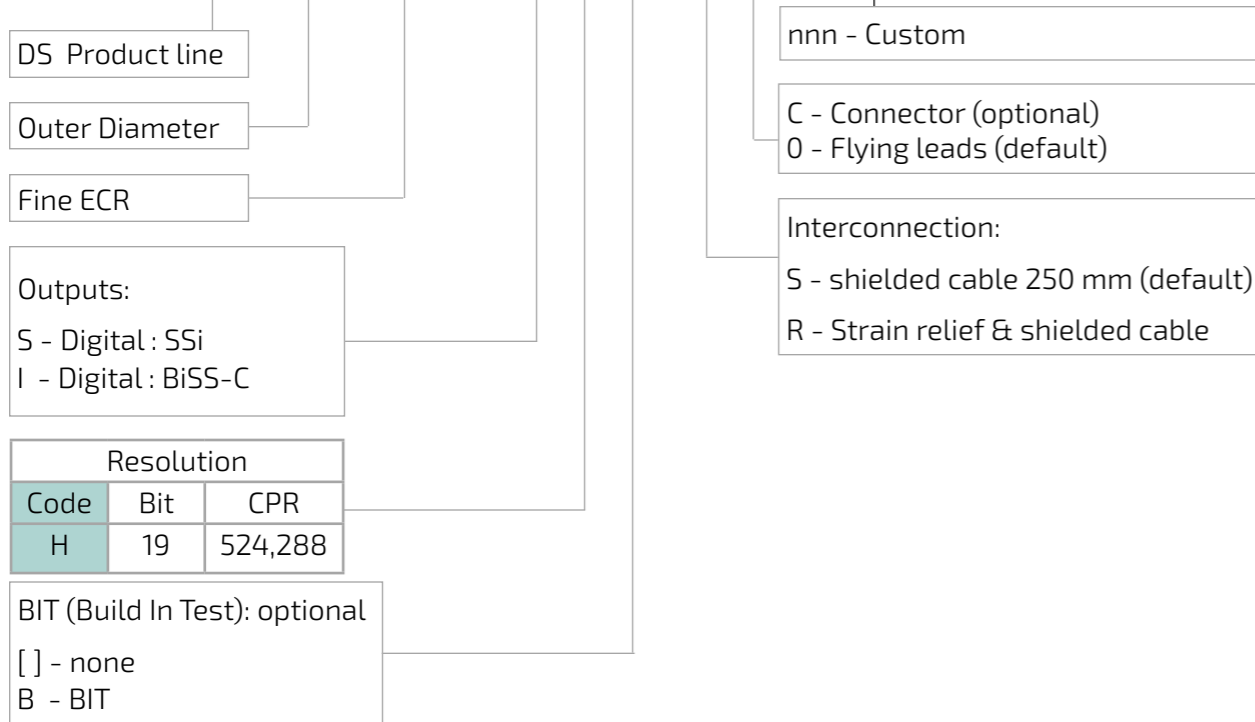 DS Product line
Outer Diameter
Fine ECR
Outputs:
S - Digital : SSi
I - Digital : BiSS-C
Resolution
Code Bit CPR
H 19 524,288
BIT (Build In Test): optional
[ ] - none
B - BIT
nnn - Custom
C - Connector (optional)
0 - Flying leads (default)
Interconnection:
S - shielded cable 250 mm (default)
R - Strain relief & shielded cable